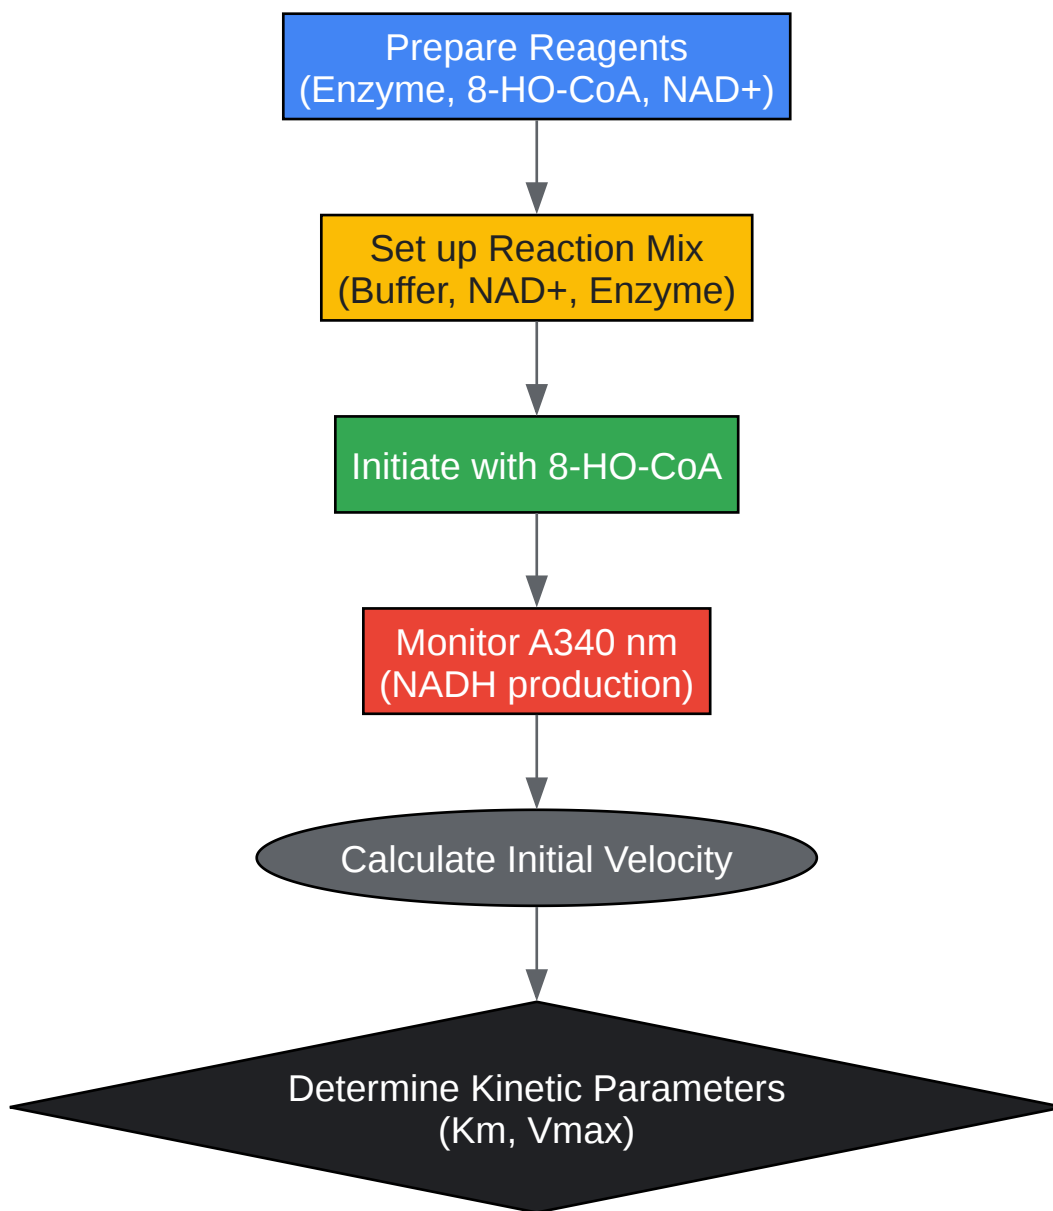 Prepare Reagents
(Enzyme, 8-HO-CoA, NAD+)
Set up Reaction Mix
(Buffer, NAD+, Enzyme)
Initiate with 8-HO-CoA
Monitor A340 nm
(NADH production)
Calculate Initial Velocity
Determine Kinetic Parameters
(Km, Vmax)